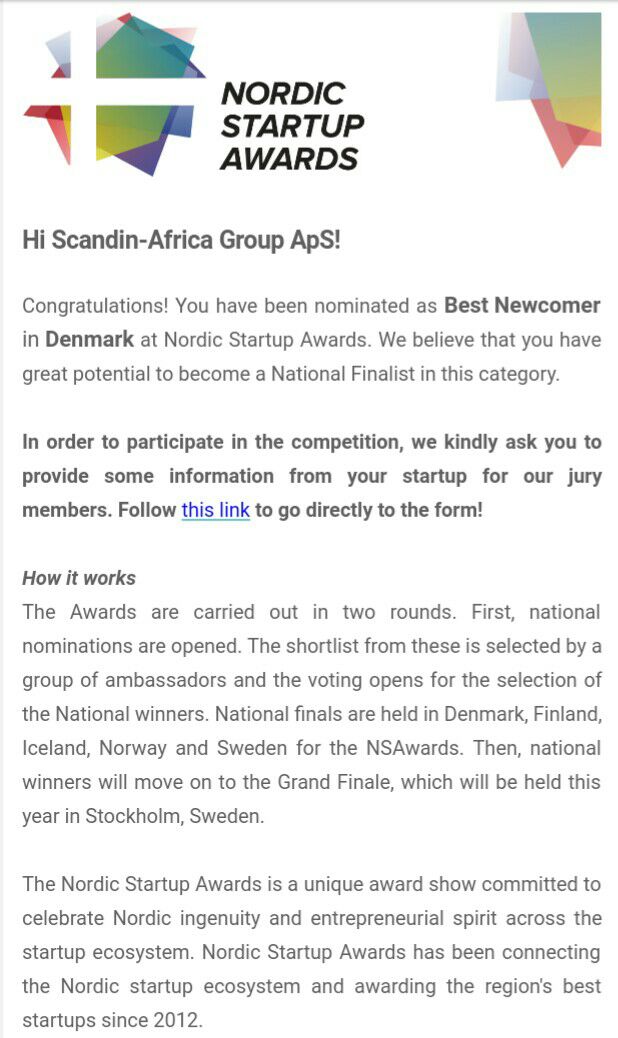 NORDIC
STARTUP
AWARDS
Hi Scandin-Africa Group ApS!
Congratulations! You have been nominated as Best Newcomer
in Denmark at Nordic Startup Awards. We believe that you have
great potential to become a National Finalist in this category.
In order to participate in the competition, we kindly ask you to
provide some information from your startup for our jury
members. Follow this link to go directly to the form!
How it works
The Awards are carried out in two rounds. First, national
nominations are opened. The shortlist from these is selected by a
group of ambassadors and the voting opens for the selection of
the National winners. National finals are held in Denmark, Finland,
Iceland, Norway and Sweden for the NSAwards. Then, national
winners will move on to the Grand Finale, which will be held this
year in Stockholm, Sweden.
The Nordic Startup Awards is a unique award show committed to
celebrate Nordic ingenuity and entrepreneurial spirit across the
startup ecosystem. Nordic Startup Awards has been connecting
the Nordic startup ecosystem and awarding the region's best
startups since 2012.